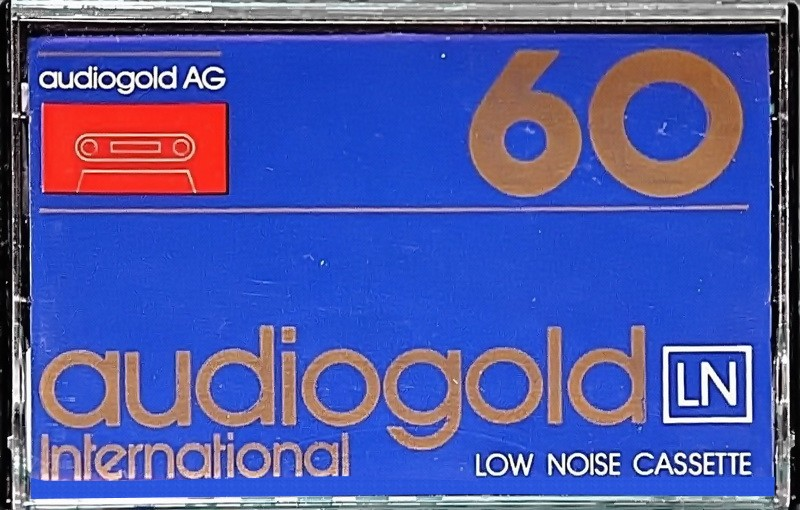 audiogold AG
60
audiogold LN
International
LOW NOISE CASSETTE